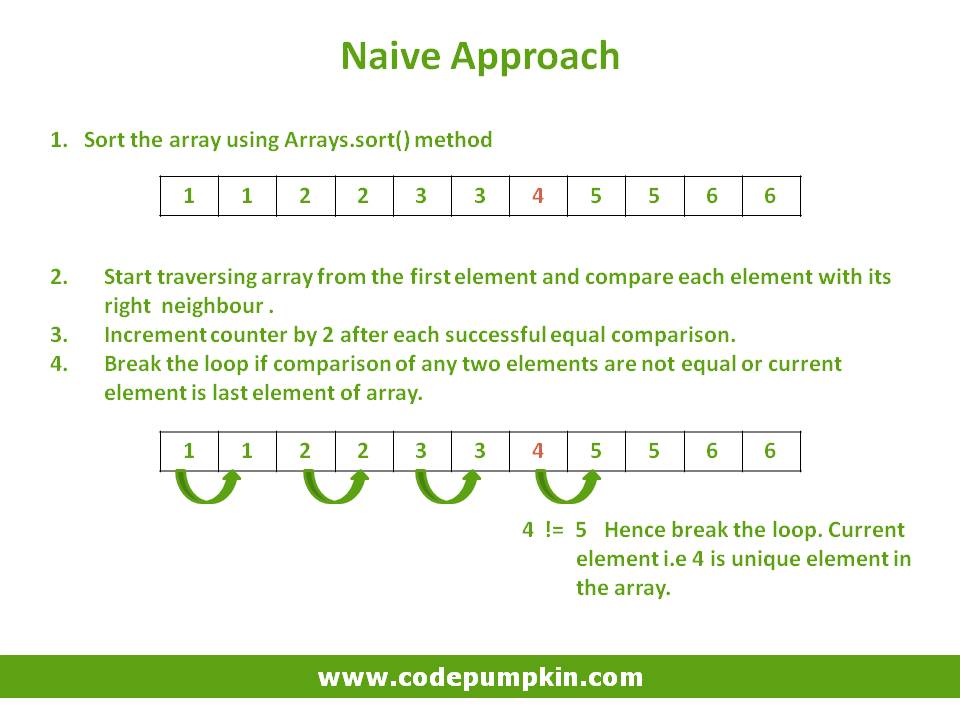 Naive Approach
1. Sort the array using Arrays.sort() method
1 1 2 2 3 3 4 5 5 6 6
2. Start traversing array from the first element and compare each element with its
right neighbour .
3. Increment counter by 2 after each successful equal comparison.
4. Break the loop if comparison of any two elements are not equal or current
element is last element of array.
1 1 2 2 3 3 4 5 5 6 6
4 != 5 Hence break the loop. Current
element i.e 4 is unique element in
the array.
www.codepumpkin.com